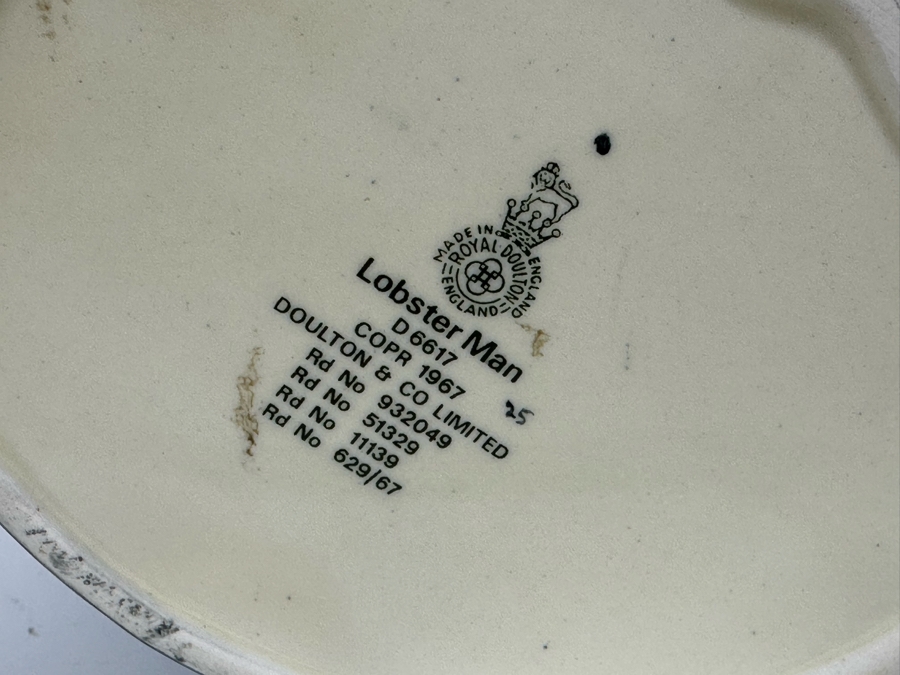 MADE IN ENGLAND
ROYAL DOULTON
ENGLAND
Lobster Man
D 6617
COPR 1967
DOULTON & CO LIMITED
Rd No 932049
Rd No 51329
Rd No 11139
Rd No 629/67
25